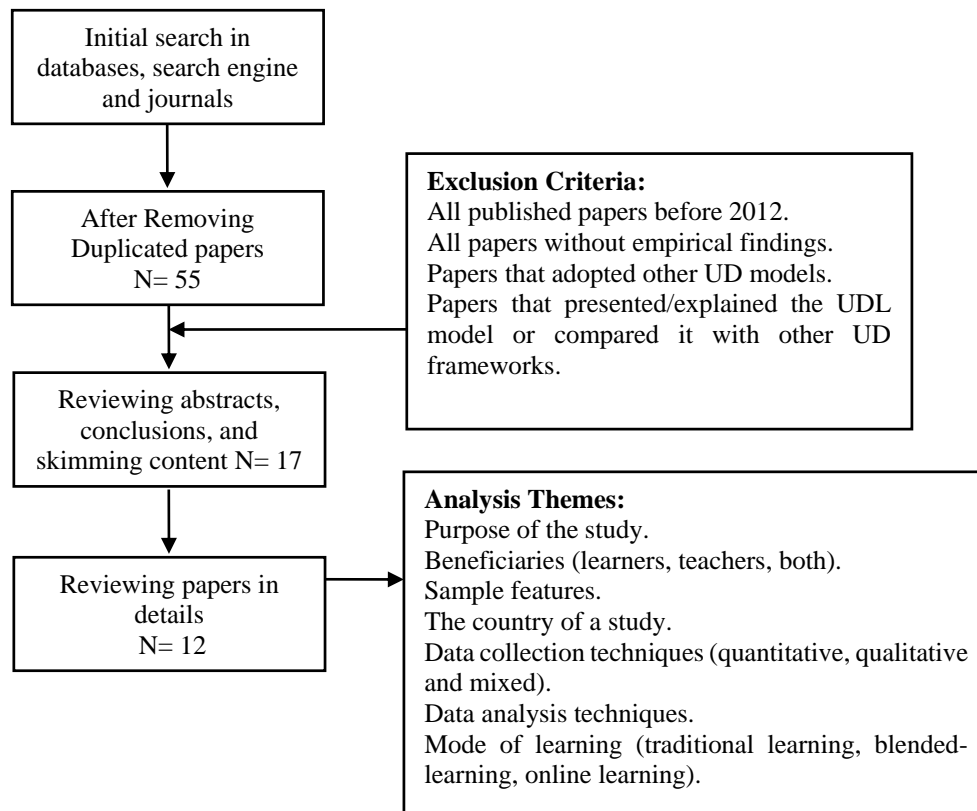 Initial search in
databases, search engine
and journals
After Removing
Duplicated papers
N= 55
Exclusion Criteria:
All published papers before 2012.
All papers without empirical findings.
Papers that adopted other UD models.
Papers that presented/explained the UDL
model or compared it with other UD
frameworks.
Reviewing abstracts,
conclusions, and
skimming content N= 17
Reviewing papers in
details
N= 12
Analysis Themes:
Purpose of the study.
Beneficiaries (learners, teachers, both).
Sample features.
The country of a study.
Data collection techniques (quantitative, qualitative
and mixed).
Data analysis techniques.
Mode of learning (traditional learning, blended-
learning, online learning).